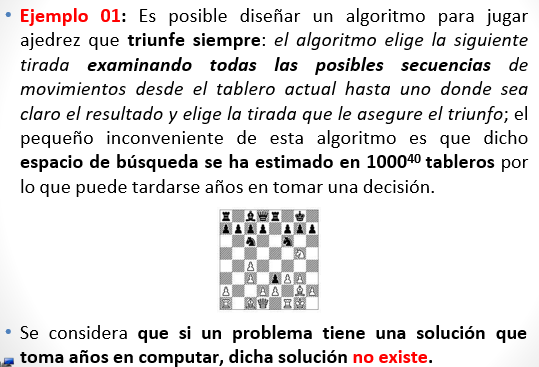 • Ejemplo 01: Es posible diseñar un algoritmo para jugar
ajedrez que triunfe siempre: el algoritmo elige la siguiente
tirada examinando todas las posibles secuencias de
movimientos desde el tablero actual hasta uno donde sea
claro el resultado y elige la tirada que le asegure el triunfo; el
pequeño inconveniente de esta algoritmo es que dicho
espacio de búsqueda se ha estimado en 1000⁴⁰ tableros por
lo que puede tardarse años en tomar una decisión.
• Se considera que si un problema tiene una solución que
toma años en computar, dicha solución no existe.